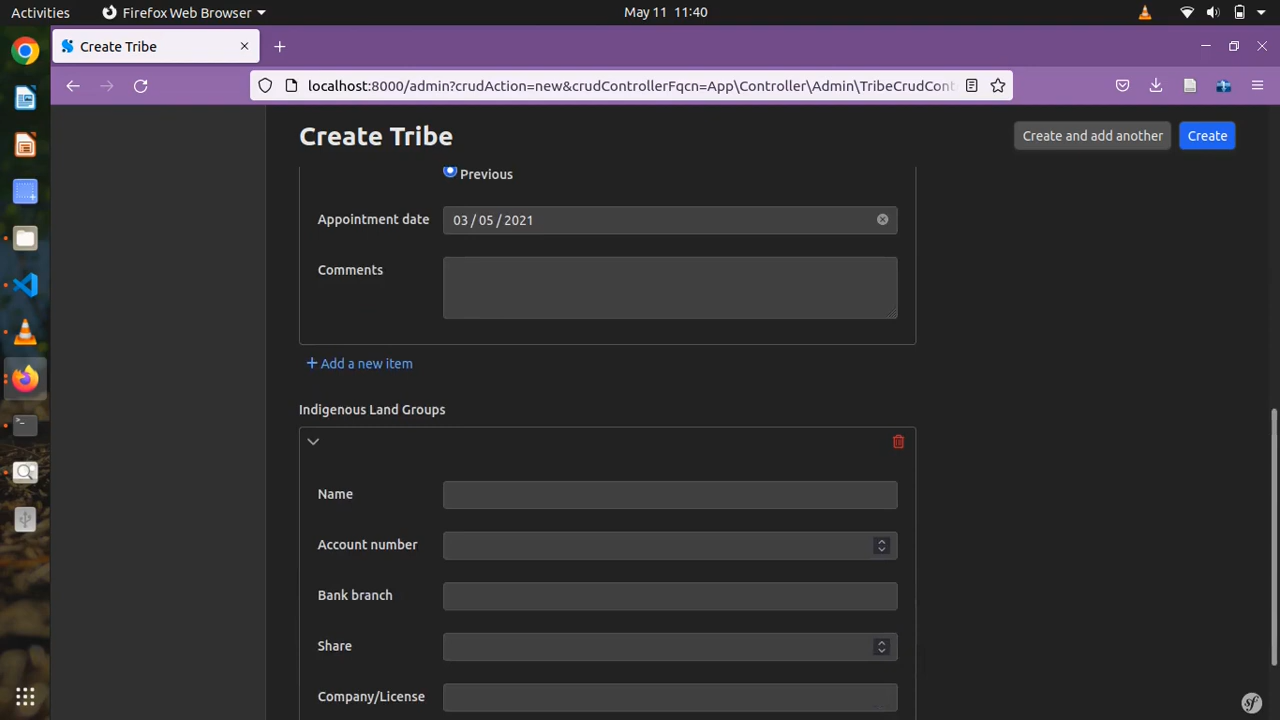 Activities
Firefox Web Browser
May 11 11:40
Create Tribe
localhost:8000/admin?crudAction=new&crudControllerFqcn=App\Controller\Admin\TribeCrudCont
Create Tribe
Create and add another
Create
Previous
Appointment date
03 / 05 / 2021
Comments
+ Add a new item
Indigenous Land Groups
Name
Account number
Bank branch
Share
Company/License
sf